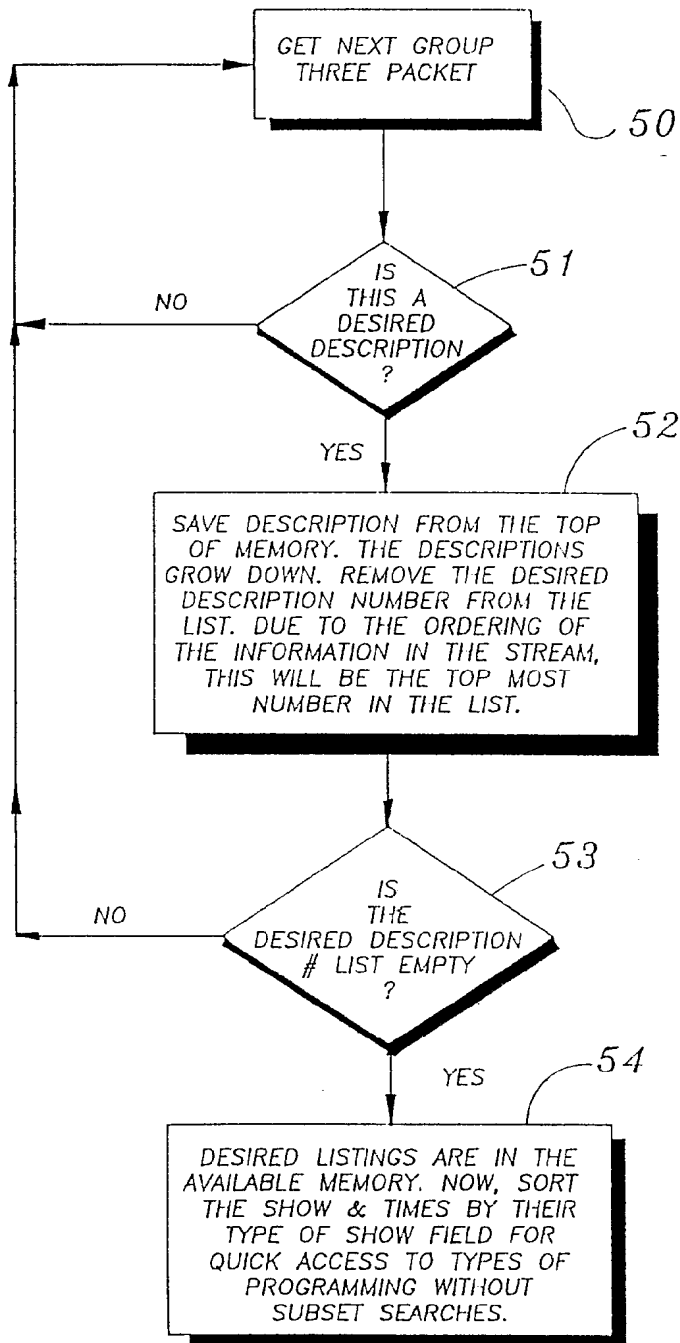 GET NEXT GROUP
THREE PACKET
50
IS
THIS A
DESIRED
DESCRIPTION
?
51
NO
YES
52
SAVE DESCRIPTION FROM THE TOP
OF MEMORY. THE DESCRIPTIONS
GROW DOWN. REMOVE THE DESIRED
DESCRIPTION NUMBER FROM THE
LIST. DUE TO THE ORDERING OF
THE INFORMATION IN THE STREAM,
THIS WILL BE THE TOP MOST
NUMBER IN THE LIST.
53
IS
THE
DESIRED DESCRIPTION
# LIST EMPTY
?
NO
YES
54
DESIRED LISTINGS ARE IN THE
AVAILABLE MEMORY. NOW, SORT
THE SHOW & TIMES BY THEIR
TYPE OF SHOW FIELD FOR
QUICK ACCESS TO TYPES OF
PROGRAMMING WITHOUT
SUBSET SEARCHES.